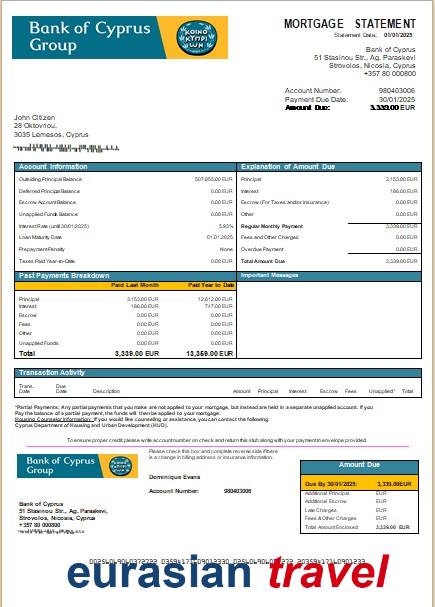 Bank of Cyprus
Group
ΚΟΙΝΟ
ΚΥΠΡΙ
ΩΝ
MORTGAGE STATEMENT
Statement Date: 01/01/2025
Bank of Cyprus
51 Stasinou Str., Ag. Paraskevi
Strovolos, Nicosia, Cyprus
+357 80 000800
Account Number: 980403006
Payment Due Date: 30/01/2025
Amount Due: 3,339.00 EUR
John Citizen
28 Oktovriou,
3035 Lemesos, Cyprus
Account Information
Outstanding Principal Balance 507,855.00 EUR
Deferred Principal Balance 0.00 EUR
Escrow Account Balance 0.00 EUR
Unapplied Funds Balance 0.00 EUR
Interest Rate (until 30/01/2025) 5.93%
Loan Maturity Date 01.01.2025
Prepayment Penalty None
Taxes Paid Year-to-Date 0.00 EUR
Explanation of Amount Due
Principal 3,153.00 EUR
Interest 186.00 EUR
Escrow (For Taxes and/or Insurance) 0.00 EUR
Other 0.00 EUR
Regular Monthly Payment 3,339.00 EUR
Fees and Other Charges 0.00 EUR
Overdue Payment 0.00 EUR
Total Amount Due 3,339.00 EUR
Past Payments Breakdown
Paid Last Month Paid Year to Date
Principal 3,153.00 EUR 12,612.00 EUR
Interest 186.00 EUR 747.00 EUR
Escrow 0.00 EUR 0.00 EUR
Fees 0.00 EUR 0.00 EUR
Other 0.00 EUR 0.00 EUR
Unapplied Funds 0.00 EUR 0.00 EUR
Total 3,339.00 EUR 13,359.00 EUR
Important Messages
Transaction Activity
Trans. Date Due Date Description Amount Principal Interest Escrow Fees Unapplied* Total
*Partial Payments: Any partial payments that you make are not applied to your mortgage, but instead are held in a separate unapplied account. If you
Pay the balance of a partial payment, the funds will then be applied to your mortgage.
Housing Counselor Information: If you would like counseling or assistance, you can contact the following:
Cyprus Department of Housing and Urban Development (HUD).
To ensure proper credit please write account number on check and return this stub along with your payment in envelope provided.
Bank of Cyprus
Group
Please check this box and complete reverse side if there
is a change in billing address or insurance information.
Dominique Evans
Account Number: 980403006
Bank of Cyprus
51 Stasinou Str., Ag. Paraskevi
Strovolos, Nicosia, Cyprus
+357 80 000800
Amount Due
Due By 30/01/2025: 3,339.00 EUR
Additional Principal EUR
Additional Escrow EUR
Late Charges EUR
Fees & Other Charges EUR
Total Amount Enclosed 3,339.00 EUR
eurasian travel